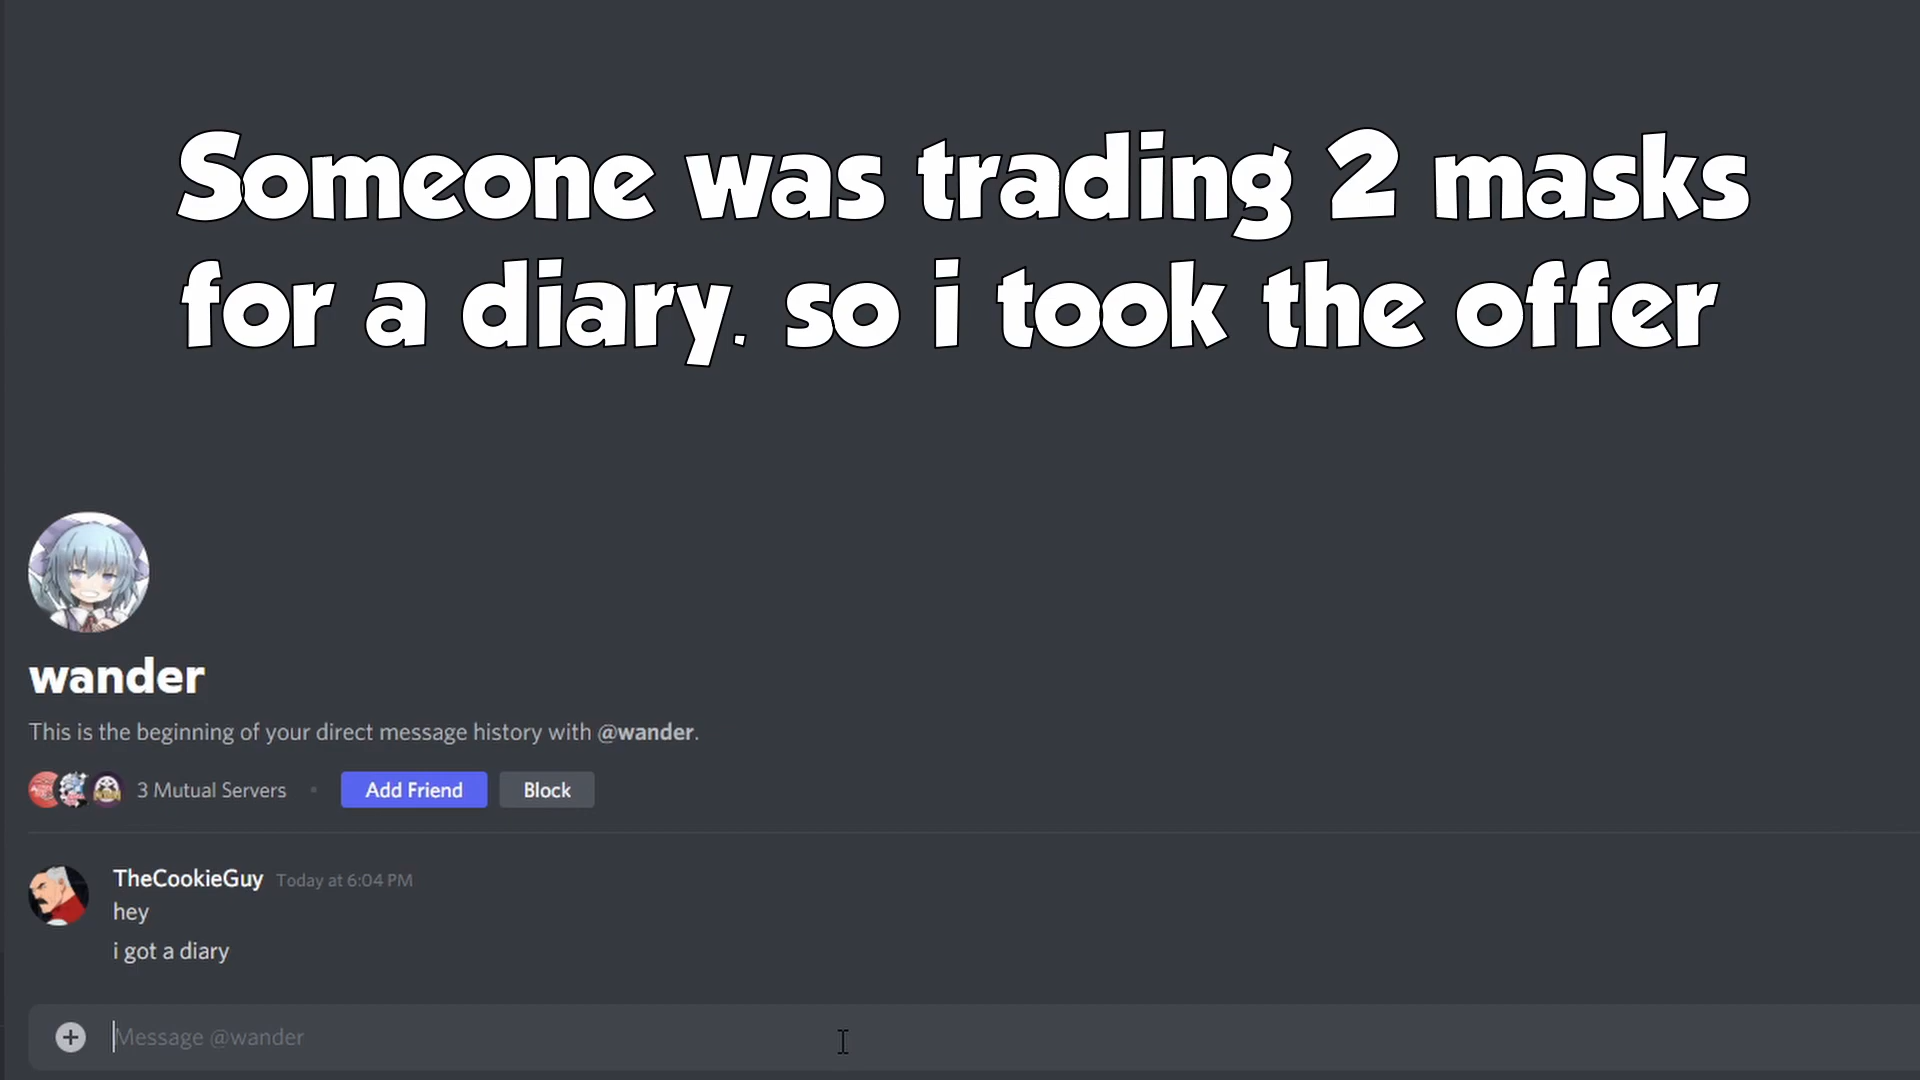 Someone was trading 2 masks
for a diary. so i took the offer
wander
This is the beginning of your direct message history with @wander.
3 Mutual Servers • Add Friend Block
TheCookieGuy Today at 6:04 PM
hey
i got a diary
Message @wander